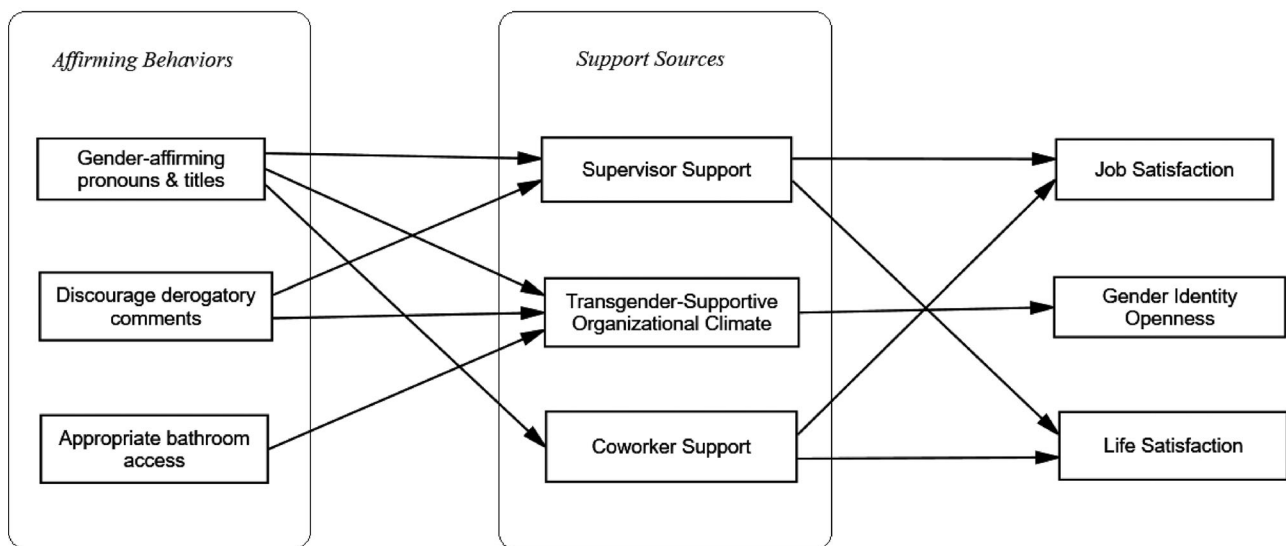 Affirming Behaviors
Support Sources
Gender-affirming
pronouns & titles
Supervisor Support
Job Satisfaction
Discourage derogatory
comments
Transgender-Supportive
Organizational Climate
Gender Identity
Openness
Appropriate bathroom
access
Coworker Support
Life Satisfaction